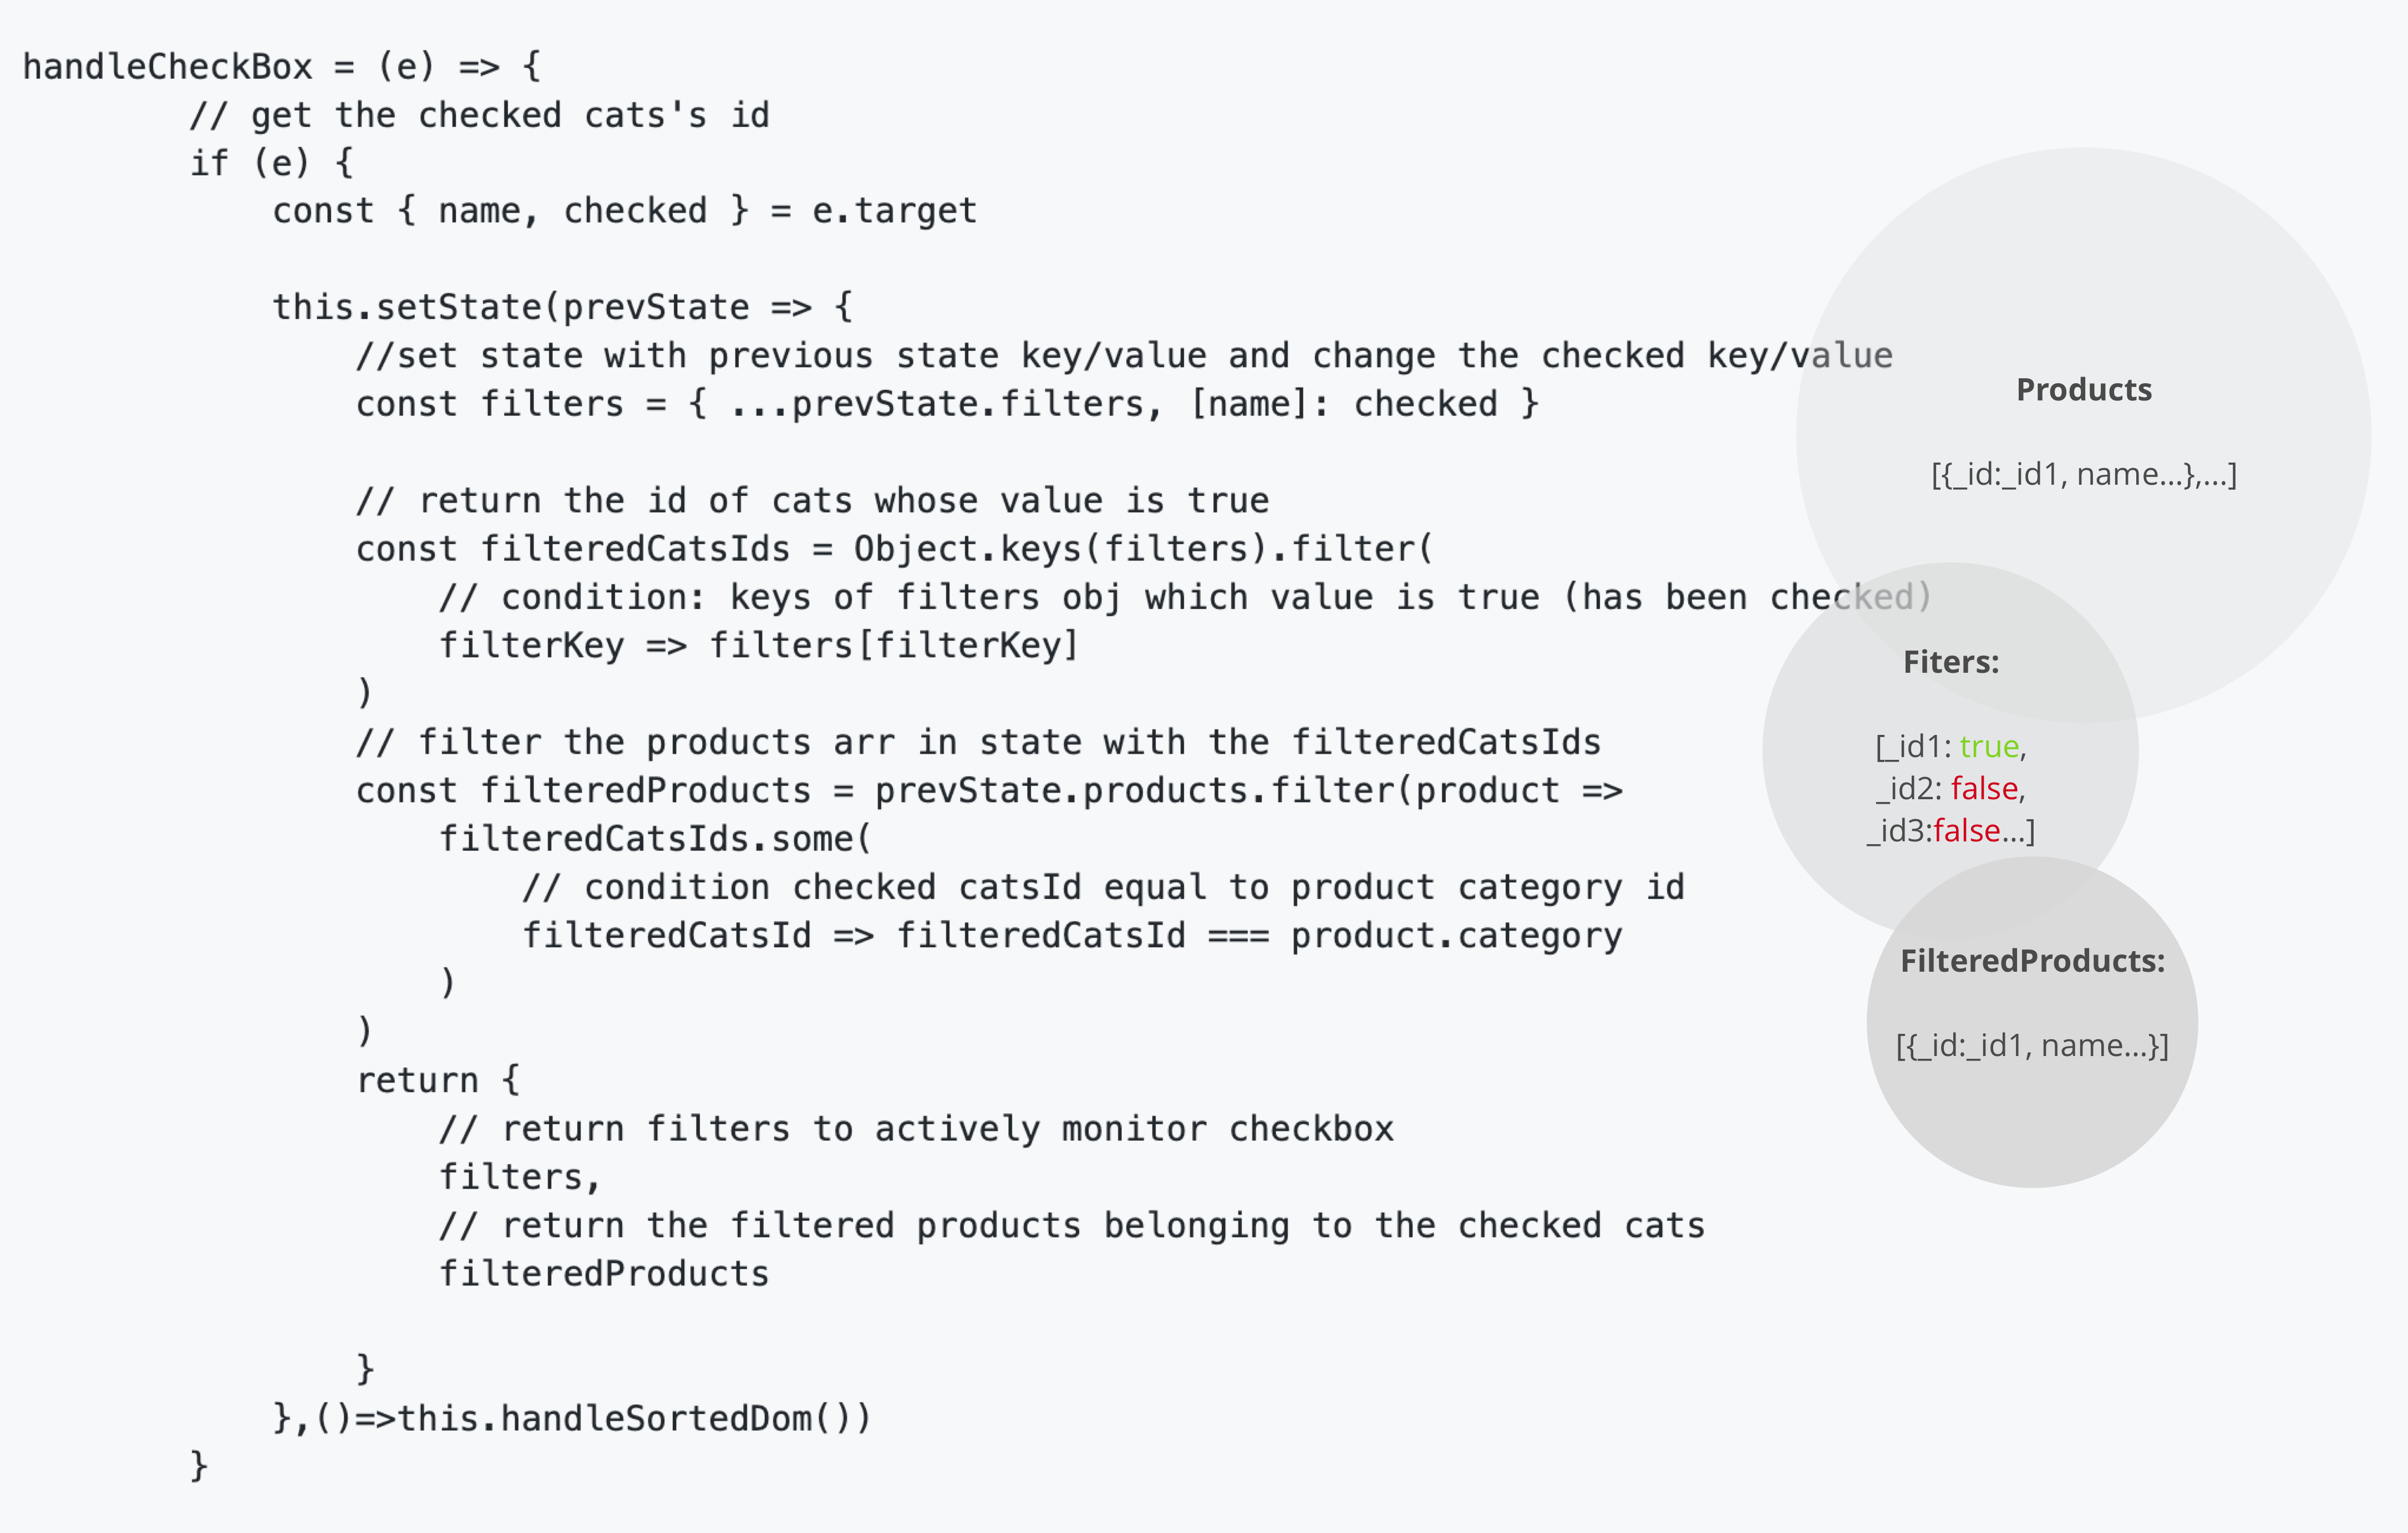 handleCheckBox = (e) => {
// get the checked cats's id
if (e) {
const { name, checked } = e.target
this.setState(prevState => {
//set state with previous state key/value and change the checked key/value
const filters = { ...prevState.filters, [name]: checked }
// return the id of cats whose value is true
const filteredCatsIds = Object.keys(filters).filter(
// condition: keys of filters obj which value is true (has been checked)
filterKey => filters[filterKey]
)
// filter the products arr in state with the filteredCatsIds
const filteredProducts = prevState.products.filter(product =>
filteredCatsIds.some(
// condition checked catsId equal to product category id
filteredCatsId => filteredCatsId === product.category
)
)
return {
// return filters to actively monitor checkbox
filters,
// return the filtered products belonging to the checked cats
filteredProducts
}
},()=>this.handleSortedDom())
}
Products
[{_id:_id1, name...},...]
Fiters:
[_id1: true,
_id2: false,
_id3:false...]
FilteredProducts:
[{_id:_id1, name...}]